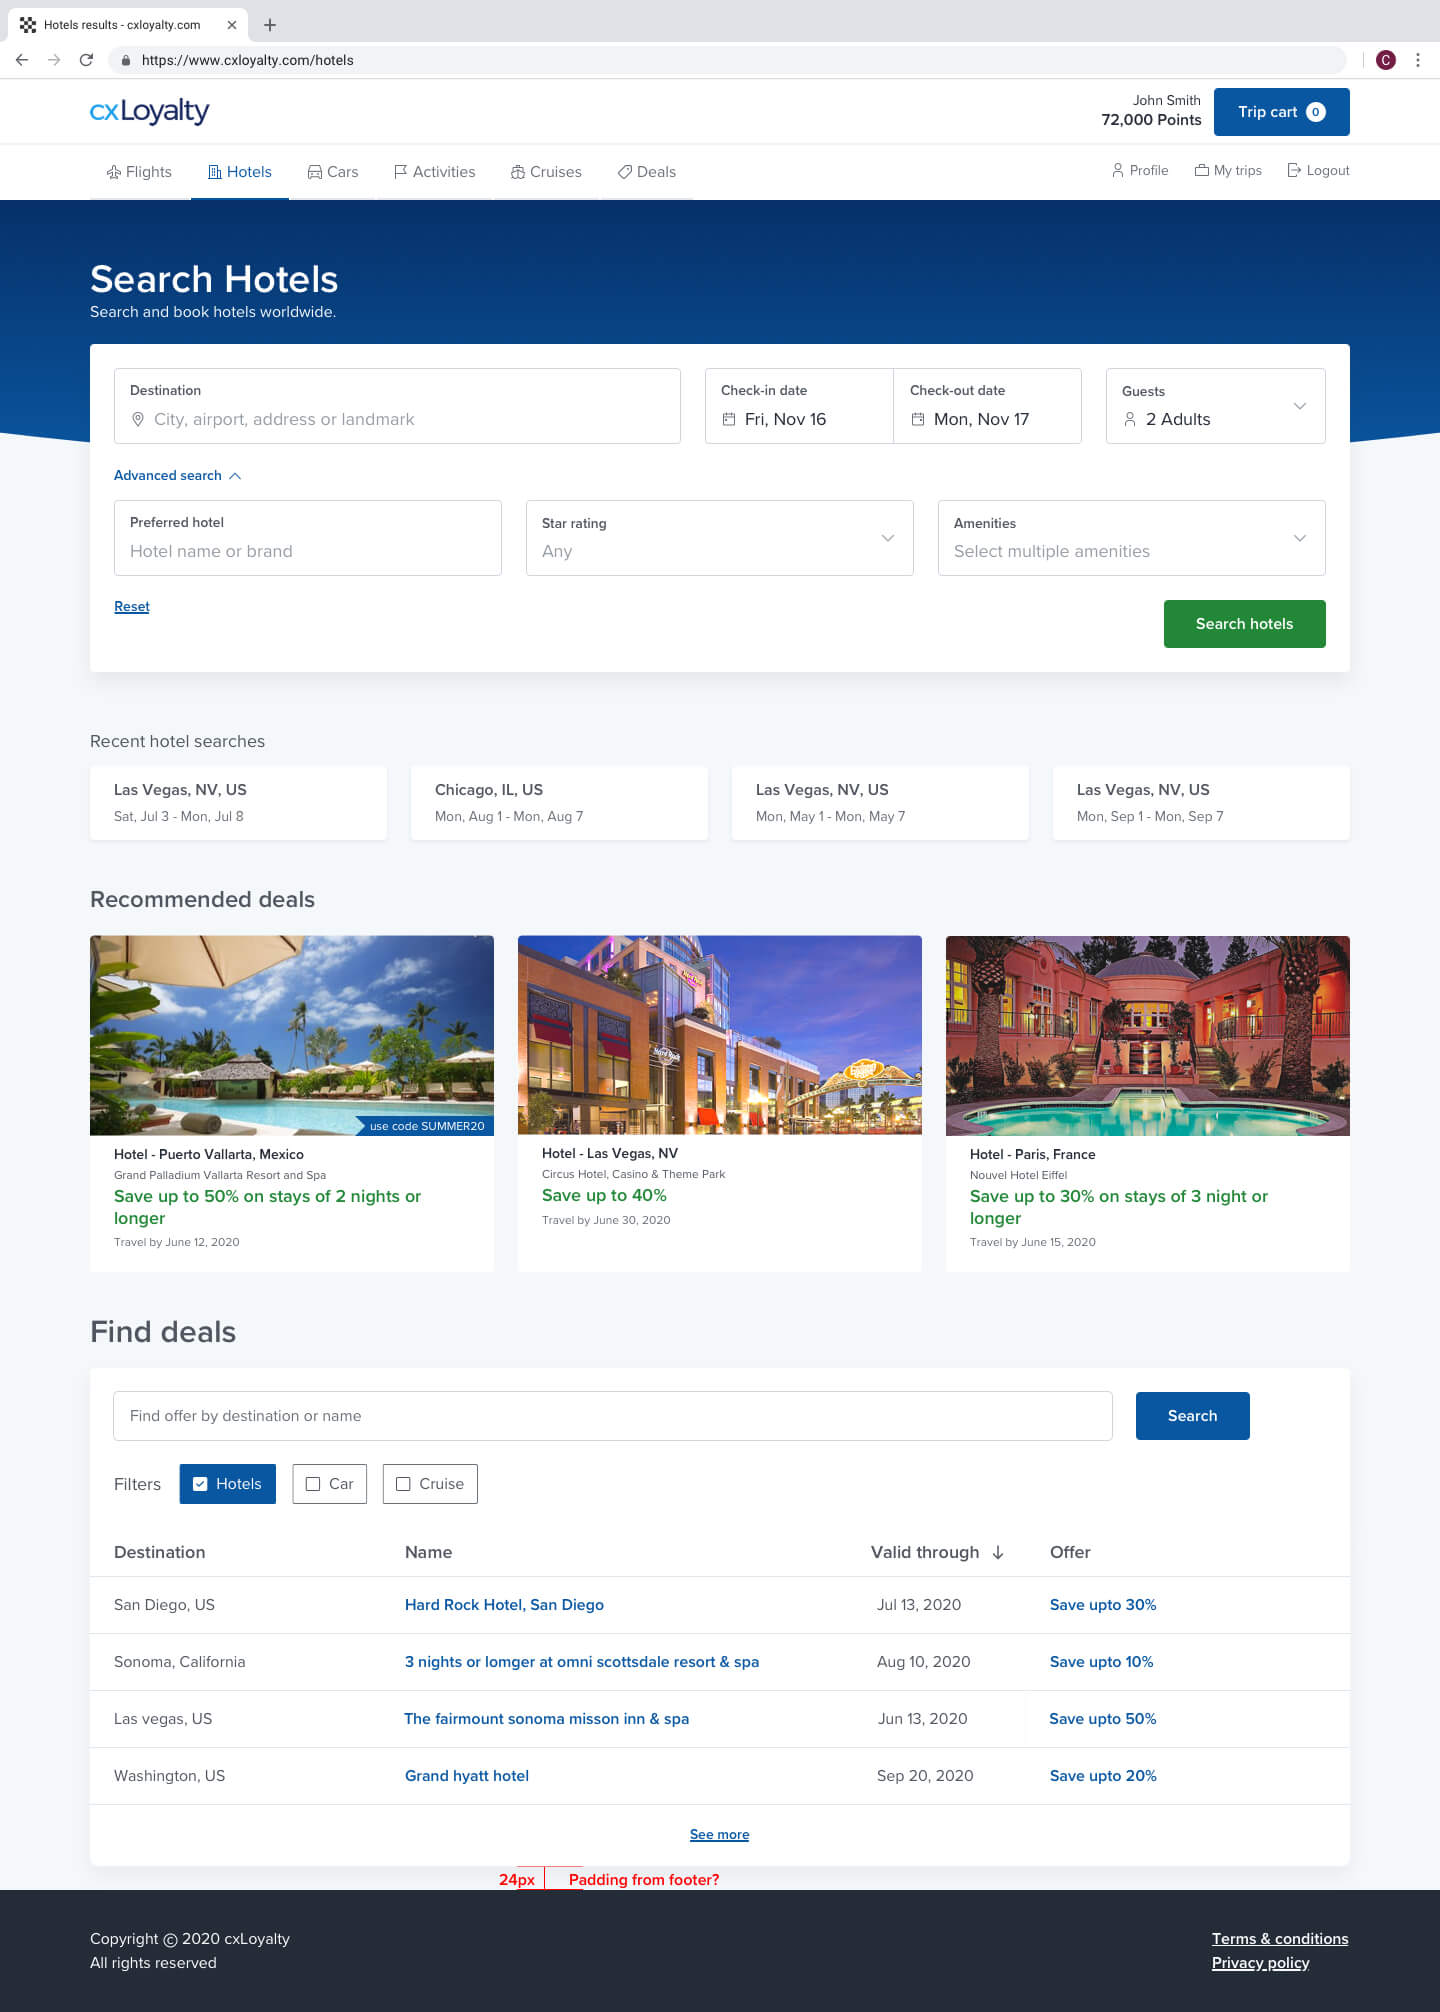 Hotels results - cxloyalty.com
https://www.cxloyalty.com/hotels
C
cxLoyalty
John Smith
72,000 Points
Trip cart 0
Flights
Hotels
Cars
Activities
Cruises
Deals
Profile
My trips
Logout
Search Hotels
Search and book hotels worldwide.
Destination
City, airport, address or landmark
Check-in date
Fri, Nov 16
Check-out date
Mon, Nov 17
Guests
2 Adults
Advanced search
Preferred hotel
Hotel name or brand
Star rating
Any
Amenities
Select multiple amenities
Reset
Search hotels
Recent hotel searches
Las Vegas, NV, US
Sat, Jul 3 - Mon, Jul 8
Chicago, IL, US
Mon, Aug 1 - Mon, Aug 7
Las Vegas, NV, US
Mon, May 1 - Mon, May 7
Las Vegas, NV, US
Mon, Sep 1 - Mon, Sep 7
Recommended deals
use code SUMMER20
Hotel - Puerto Vallarta, Mexico
Grand Palladium Vallarta Resort and Spa
Save up to 50% on stays of 2 nights or
longer
Travel by June 12, 2020
Hard Rock
Hotel - Las Vegas, NV
Circus Hotel, Casino & Theme Park
Save up to 40%
Travel by June 30, 2020
Hotel - Paris, France
Nouvel Hotel Eiffel
Save up to 30% on stays of 3 night or
longer
Travel by June 15, 2020
Find deals
Find offer by destination or name
Search
Filters
Hotels
Car
Cruise
Destination Name Valid through Offer
San Diego, US Hard Rock Hotel, San Diego Jul 13, 2020 Save upto 30%
Sonoma, California 3 nights or lomger at omni scottsdale resort & spa Aug 10, 2020 Save upto 10%
Las vegas, US The fairmount sonoma misson inn & spa Jun 13, 2020 Save upto 50%
Washington, US Grand hyatt hotel Sep 20, 2020 Save upto 20%
See more
24px Padding from footer?
Copyright © 2020 cxLoyalty
All rights reserved
Terms & conditions
Privacy policy